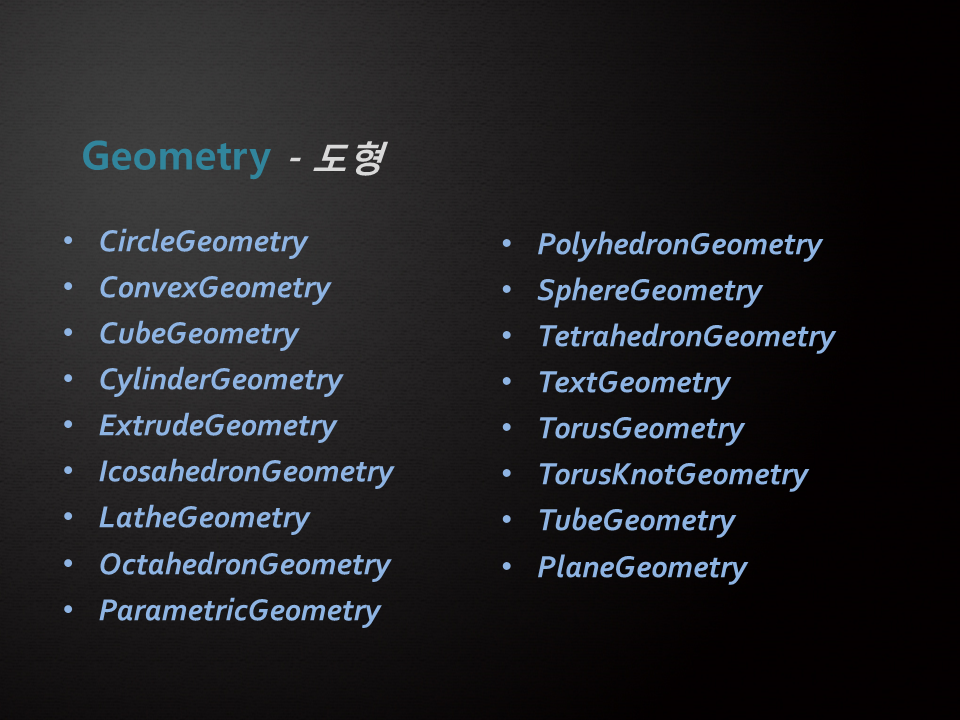 Geometry - 도형
• CircleGeometry
• ConvexGeometry
• CubeGeometry
• CylinderGeometry
• ExtrudeGeometry
• IcosahedronGeometry
• LatheGeometry
• OctahedronGeometry
• ParametricGeometry
• PolyhedronGeometry
• SphereGeometry
• TetrahedronGeometry
• TextGeometry
• TorusGeometry
• TorusKnotGeometry
• TubeGeometry
• PlaneGeometry